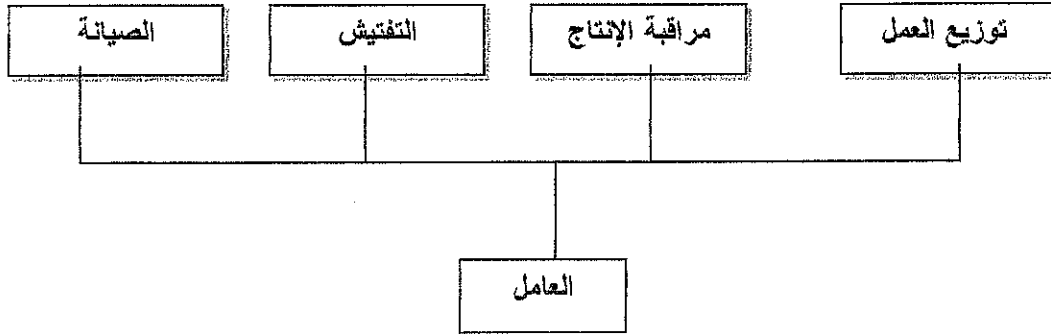 توزيع العمل
مراقبة الإنتاج
التفتيش
الصيانة
العامل